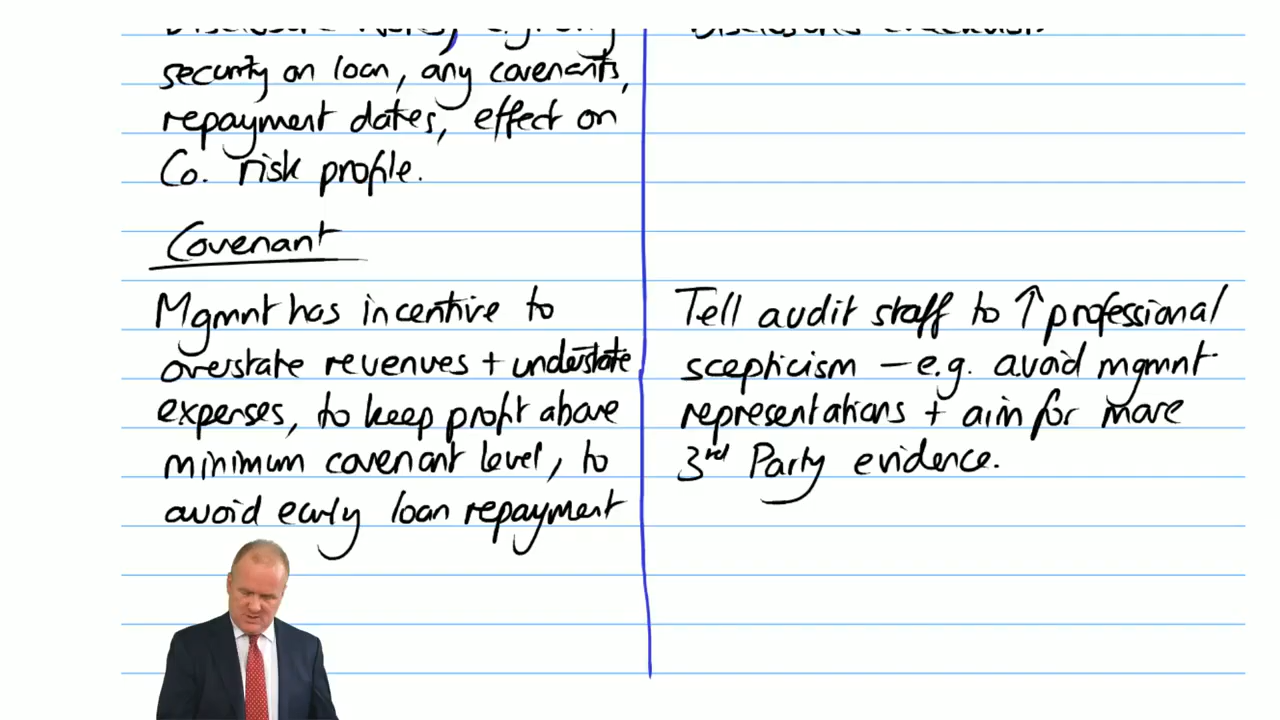 security on loan, any covenants,
repayment dates, effect on
Co. risk profile.
Covenant
Mgmnt has incentive to
overstate revenues + understate
expenses, to keep profit above
minimum covenant level, to
avoid early loan repayment
Tell audit staff to ↑ professional
scepticism – e.g. avoid mgmnt
representations + aim for more
3rd Party evidence.